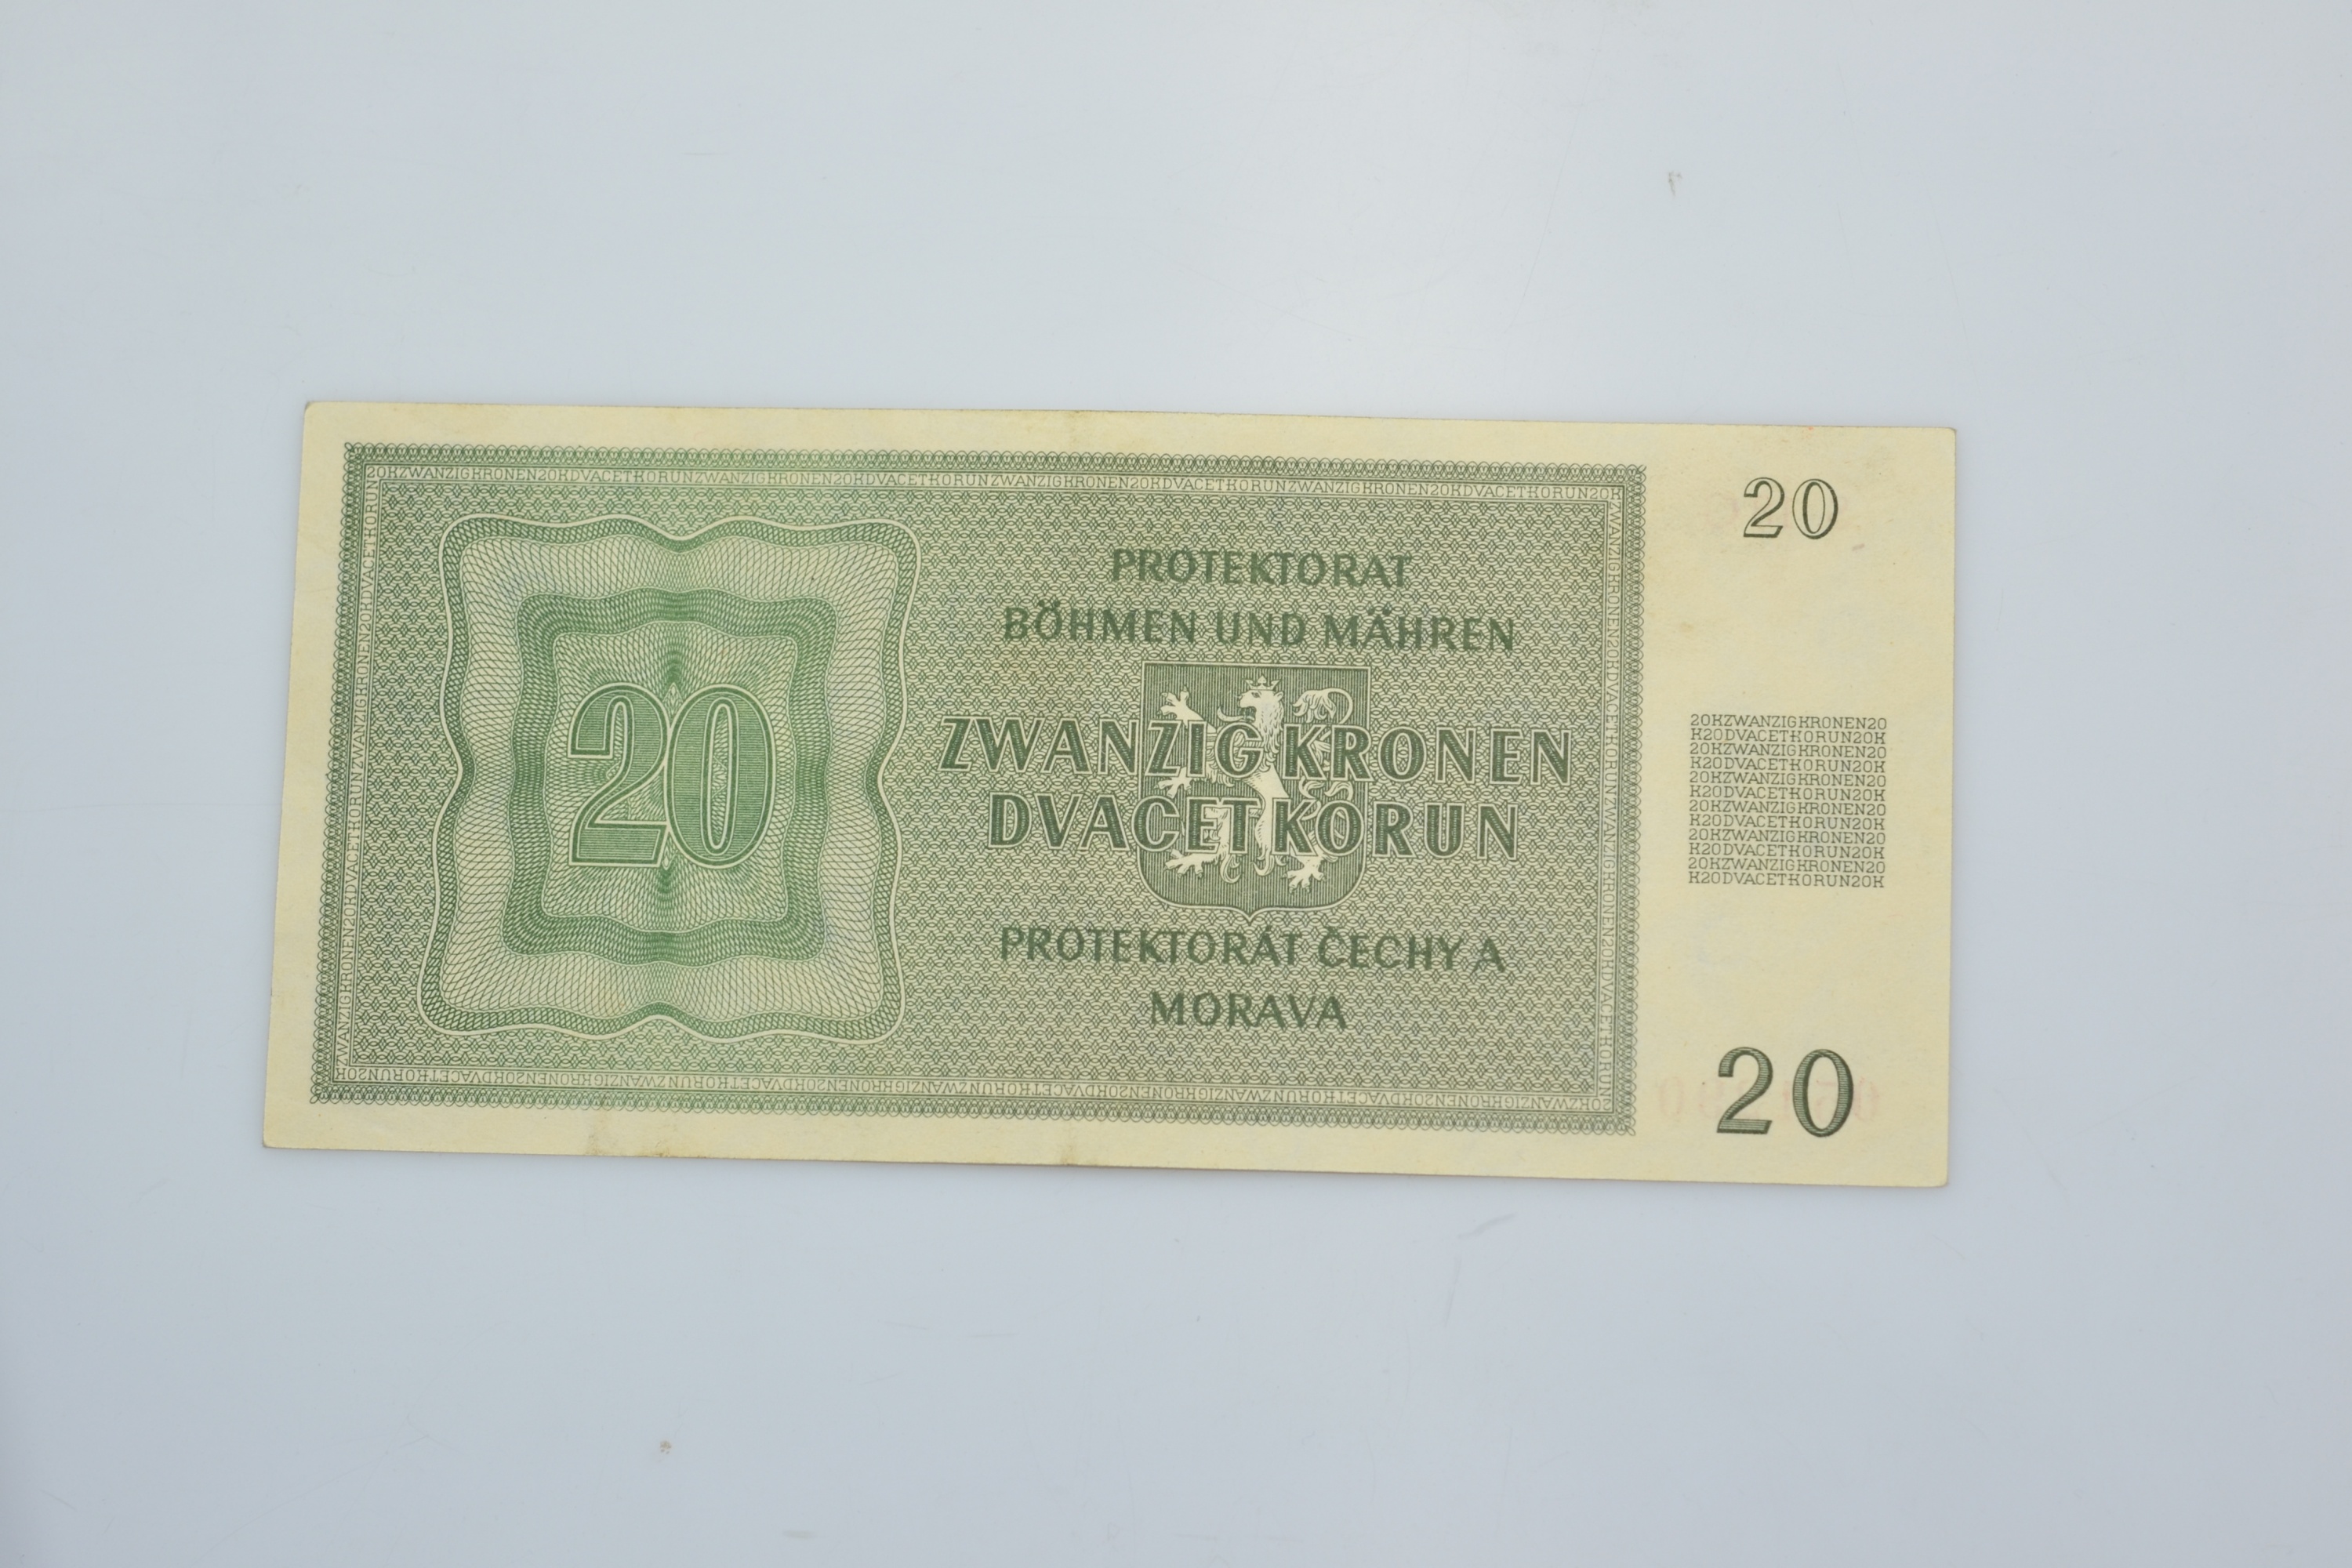 20KZWANZIGKRONEN20KDVACETKORUNZWANZIGKRONEN20KDVACETKORUNZWANZIGKRONEN20KDVACETKORUNZWANZIGKRONEN20KDVACETKORUN20K
20
PROTEKTORAT
BÖHMEN UND MÄHREN
20
ZWANZIG KRONEN
DVACET KORUN
PROTEKTORÁT ČECHY A
MORAVA
20KZWANZIGKRONEN20
K20DVACETKORUN20K
20KZWANZIGKRONEN20
K20DVACETKORUN20K
20KZWANZIGKRONEN20
K20DVACETKORUN20K
20KZWANZIGKRONEN20
K20DVACETKORUN20K
20KZWANZIGKRONEN20
K20DVACETKORUN20K
20KZWANZIGKRONEN20
K20DVACETKORUN20K
20